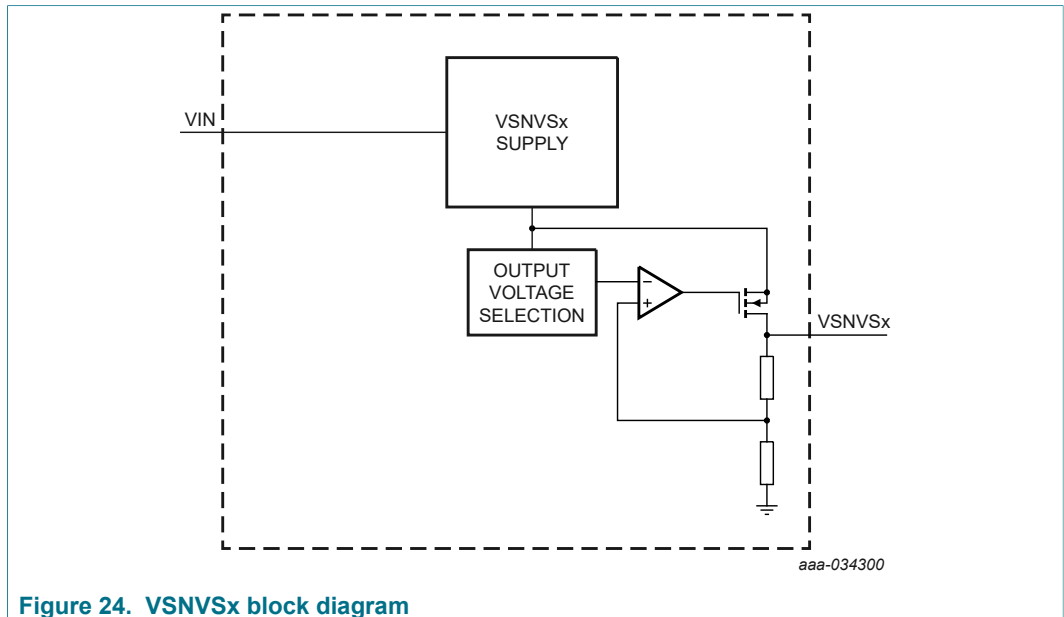 VIN
VSNVSx
SUPPLY
OUTPUT
VOLTAGE
SELECTION
−
+
VSNVSx
aaa-034300
Figure 24. VSNVSx block diagram